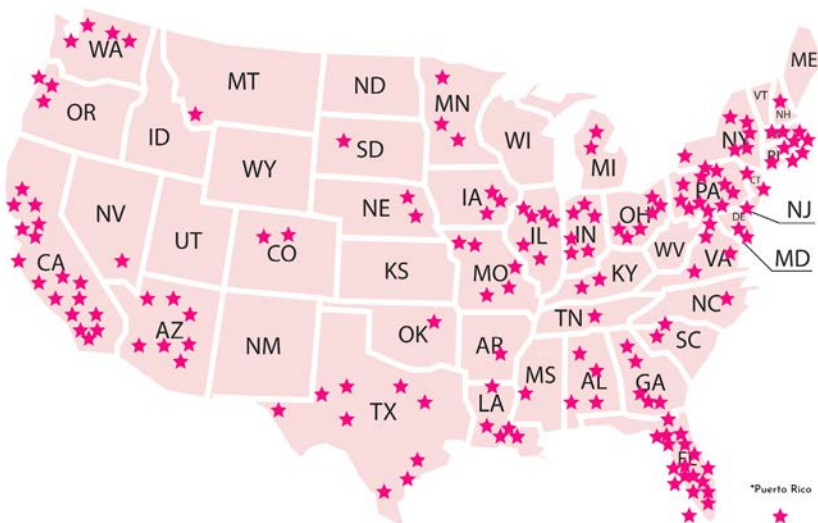 WA
MT
ND
MN
ME
VT
NH
OR
ID
SD
WI
NY
WY
MI
RI
CT
PA
NV
UT
NE
IA
OH
NJ
IL
IN
DE
CO
CA
KS
MO
WV
VA
MD
KY
NC
AZ
NM
OK
AR
TN
SC
MS
AL
GA
TX
LA
FL
*Puerto Rico